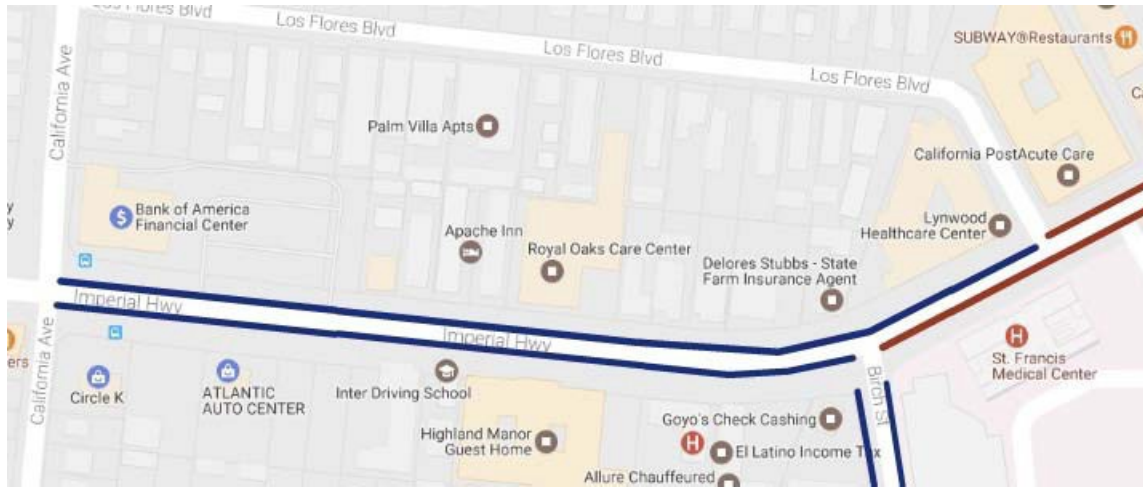 Los Flores Blvd
Los Flores Blvd
Los Flores Blvd
Los Flores Blvd
SUBWAY®Restaurants
California Ave
Palm Villa Apts
California PostAcute Care
Bank of America
Financial Center
Apache Inn
Royal Oaks Care Center
Lynwood
Healthcare Center
Delores Stubbs - State
Farm Insurance Agent
Imperial Hwy
Imperial Hwy
H
St. Francis
Medical Center
California Ave
Circle K
ATLANTIC
AUTO CENTER
Inter Driving School
Birch St
Highland Manor
Guest Home
Goyo's Check Cashing
H
El Latino Income Tax
Allure Chauffeured